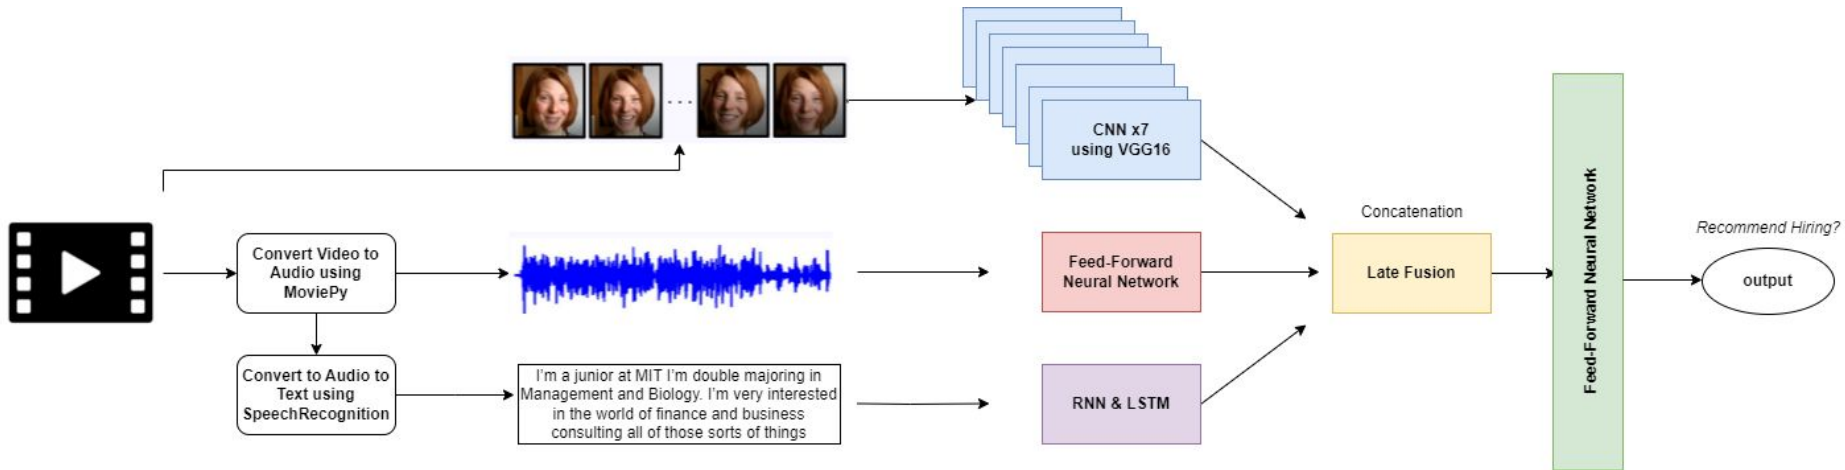 CNN x7
using VGG16
Convert Video to
Audio using
MoviePy
Feed-Forward
Neural Network
Concatenation
Late Fusion
Feed-Forward Neural Network
Recommend Hiring?
output
Convert to Audio to
Text using
SpeechRecognition
I'm a junior at MIT I'm double majoring in
Management and Biology. I'm very interested
in the world of finance and business
consulting all of those sorts of things
RNN & LSTM